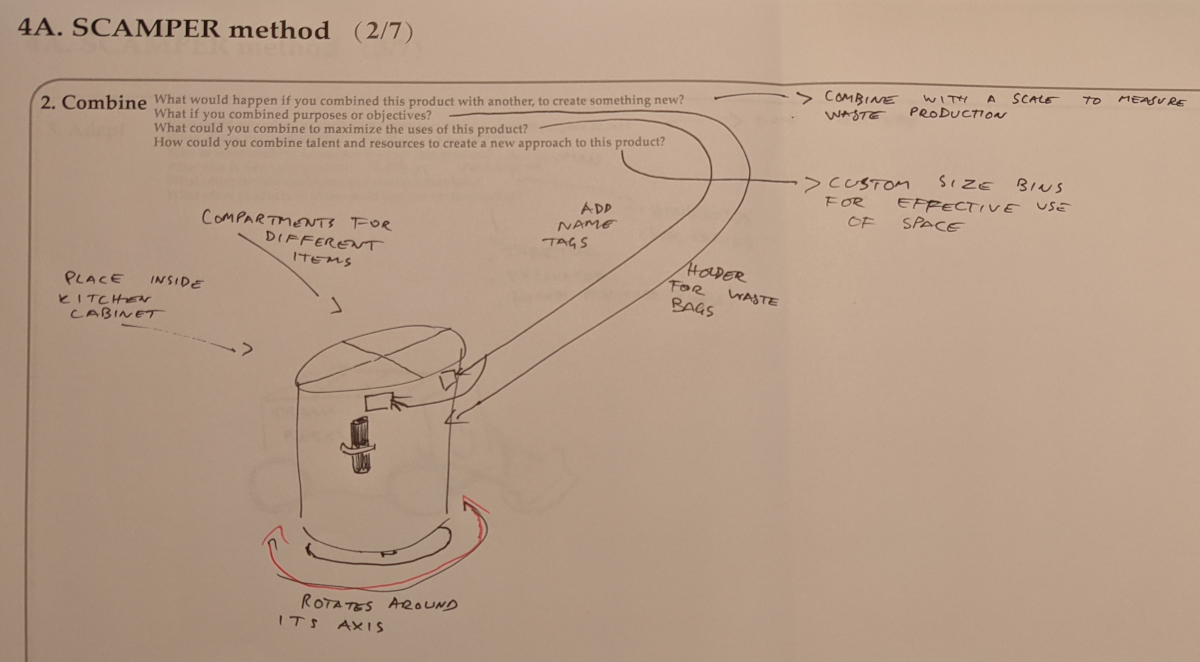 4A. SCAMPER method (2/7)
2. Combine What would happen if you combined this product with another, to create something new?
What if you combined purposes or objectives?
What could you combine to maximize the uses of this product?
How could you combine talent and resources to create a new approach to this product?
COMBINE WITH A SCALE TO MEASURE
WASTE PRODUCTION
CUSTOM SIZE BINS
FOR EFFECTIVE USE
OF SPACE
ADD
NAME
TAGS
COMPARTMENTS FOR
DIFFERENT
ITEMS
HOLDER
FOR WASTE
BAGS
PLACE INSIDE
KITCHEN
CABINET
ROTATES AROUND
ITS AXIS